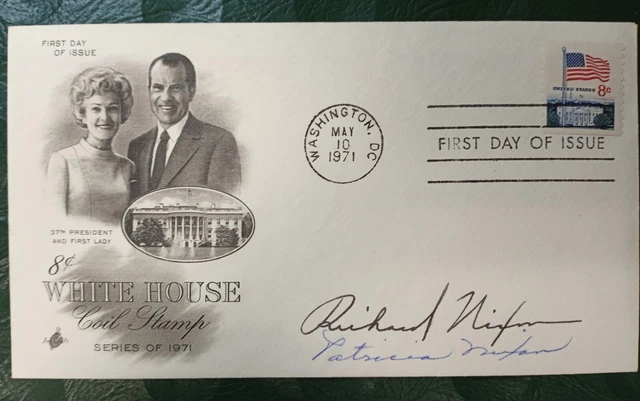 FIRST DAY
OF ISSUE
37TH PRESIDENT
AND FIRST LADY
8¢
WHITE HOUSE
Coil Stamp
SERIES OF 1971
WASHINGTON, DC
MAY
10
1971
UNITED STATES 8¢
FIRST DAY OF ISSUE
Richard Nixon
Patricia Nixon